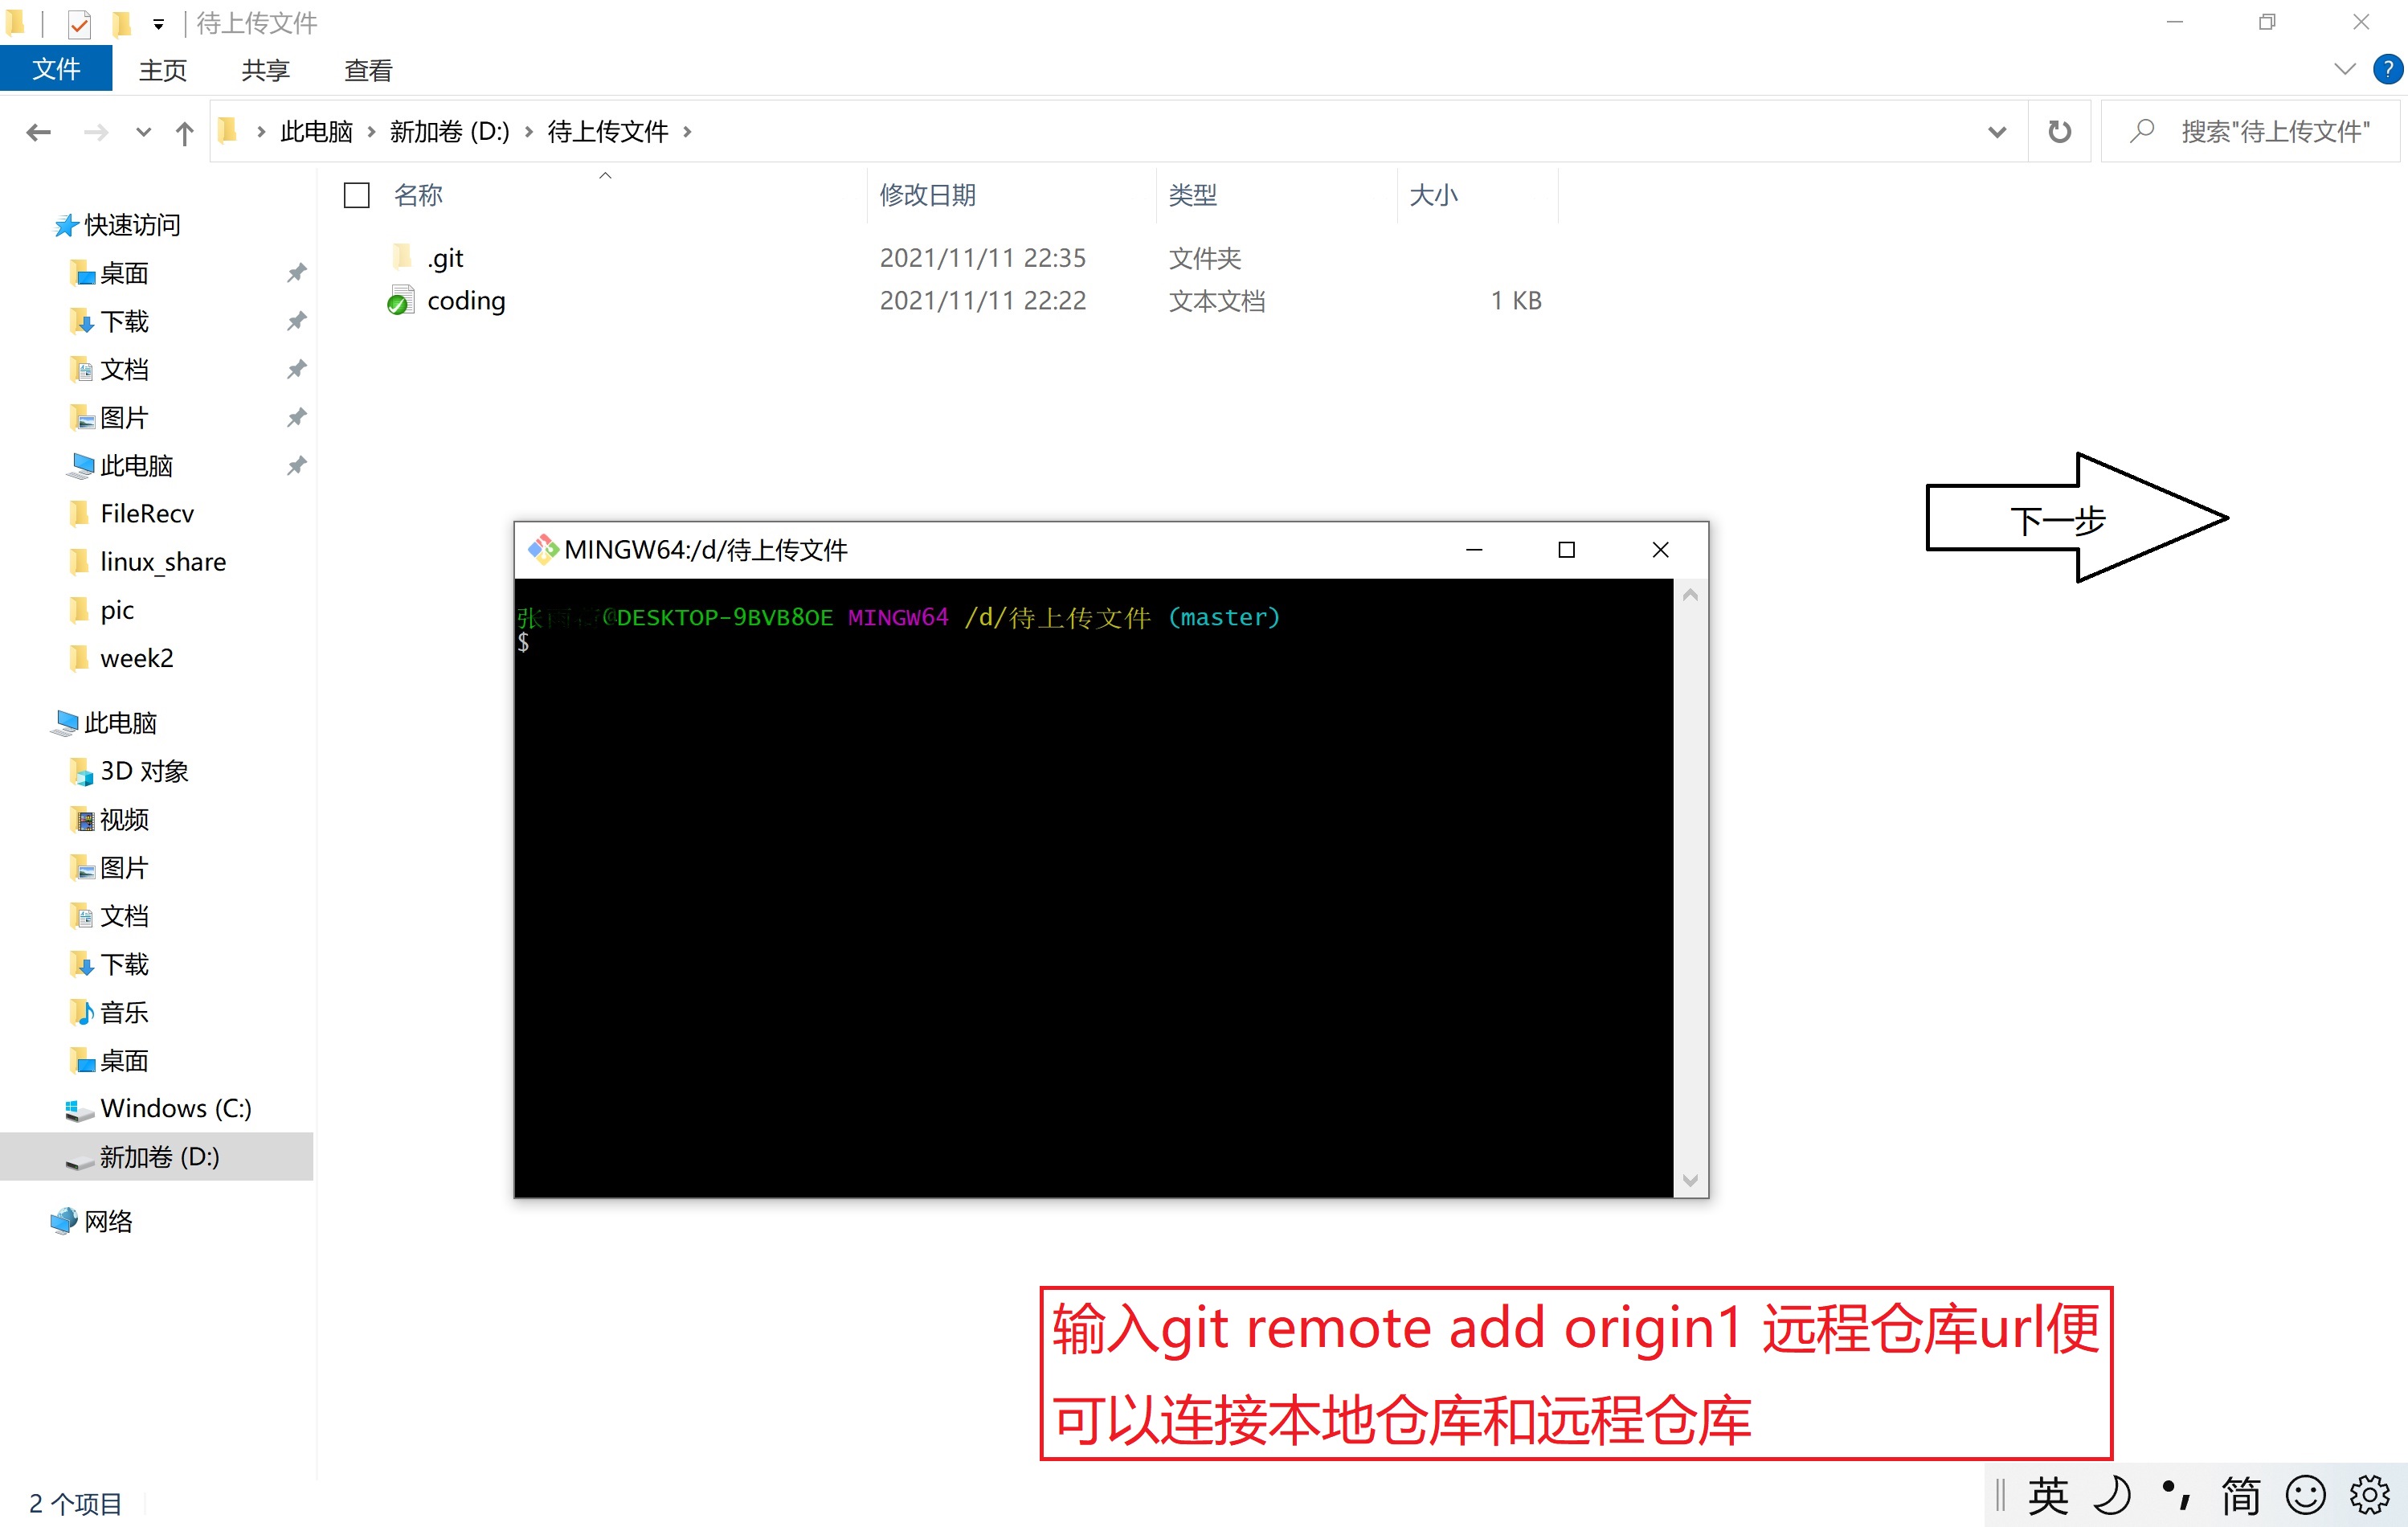 待上传文件
文件 主页 共享 查看
此电脑 新加卷 (D:) 待上传文件 搜索"待上传文件"
名称 修改日期 类型 大小
.git 2021/11/11 22:35 文件夹
coding 2021/11/11 22:22 文本文档 1 KB
快速访问
桌面
下载
文档
图片
此电脑
FileRecv
linux_share
pic
week2
此电脑
3D 对象
视频
图片
文档
下载
音乐
桌面
Windows (C:)
新加卷 (D:)
网络
下一步
MINGW64:/d/待上传文件
张@DESKTOP-9BVB8OE MINGW64 /d/待上传文件 (master)
$
输入git remote add origin1 远程仓库url便
可以连接本地仓库和远程仓库
2 个项目
英 简